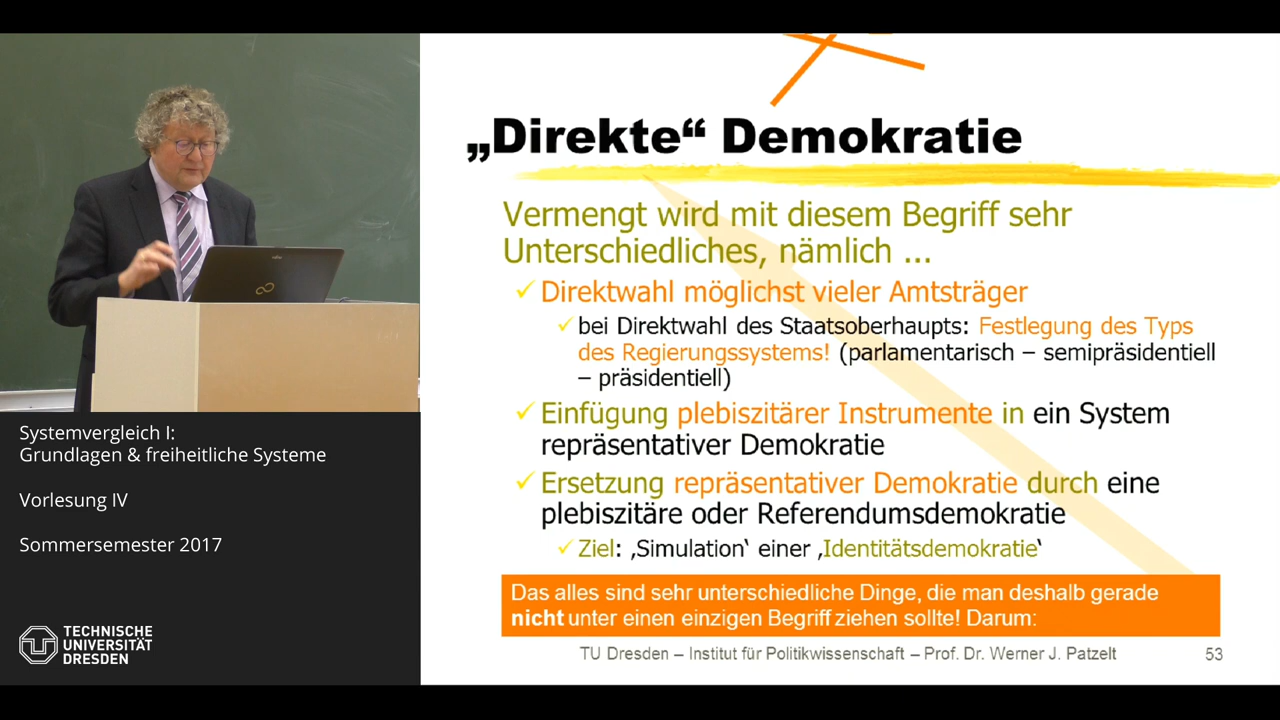 „Direkte“ Demokratie
Vermengt wird mit diesem Begriff sehr
Unterschiedliches, nämlich ...
Direktwahl möglichst vieler Amtsträger
bei Direktwahl des Staatsoberhaupts: Festlegung des Typs
des Regierungssystems! (parlamentarisch – semipräsidentiell
– präsidentiell)
Einfügung plebiszitärer Instrumente in ein System
repräsentativer Demokratie
Ersetzung repräsentativer Demokratie durch eine
plebiszitäre oder Referendumsdemokratie
Ziel: ‚Simulation‘ einer ‚Identitätsdemokratie‘
Das alles sind sehr unterschiedliche Dinge, die man deshalb gerade
nicht unter einen einzigen Begriff ziehen sollte! Darum:
TU Dresden – Institut für Politikwissenschaft – Prof. Dr. Werner J. Patzelt 53
Systemvergleich I:
Grundlagen & freiheitliche Systeme
Vorlesung IV
Sommersemester 2017
TECHNISCHE
UNIVERSITÄT
DRESDEN